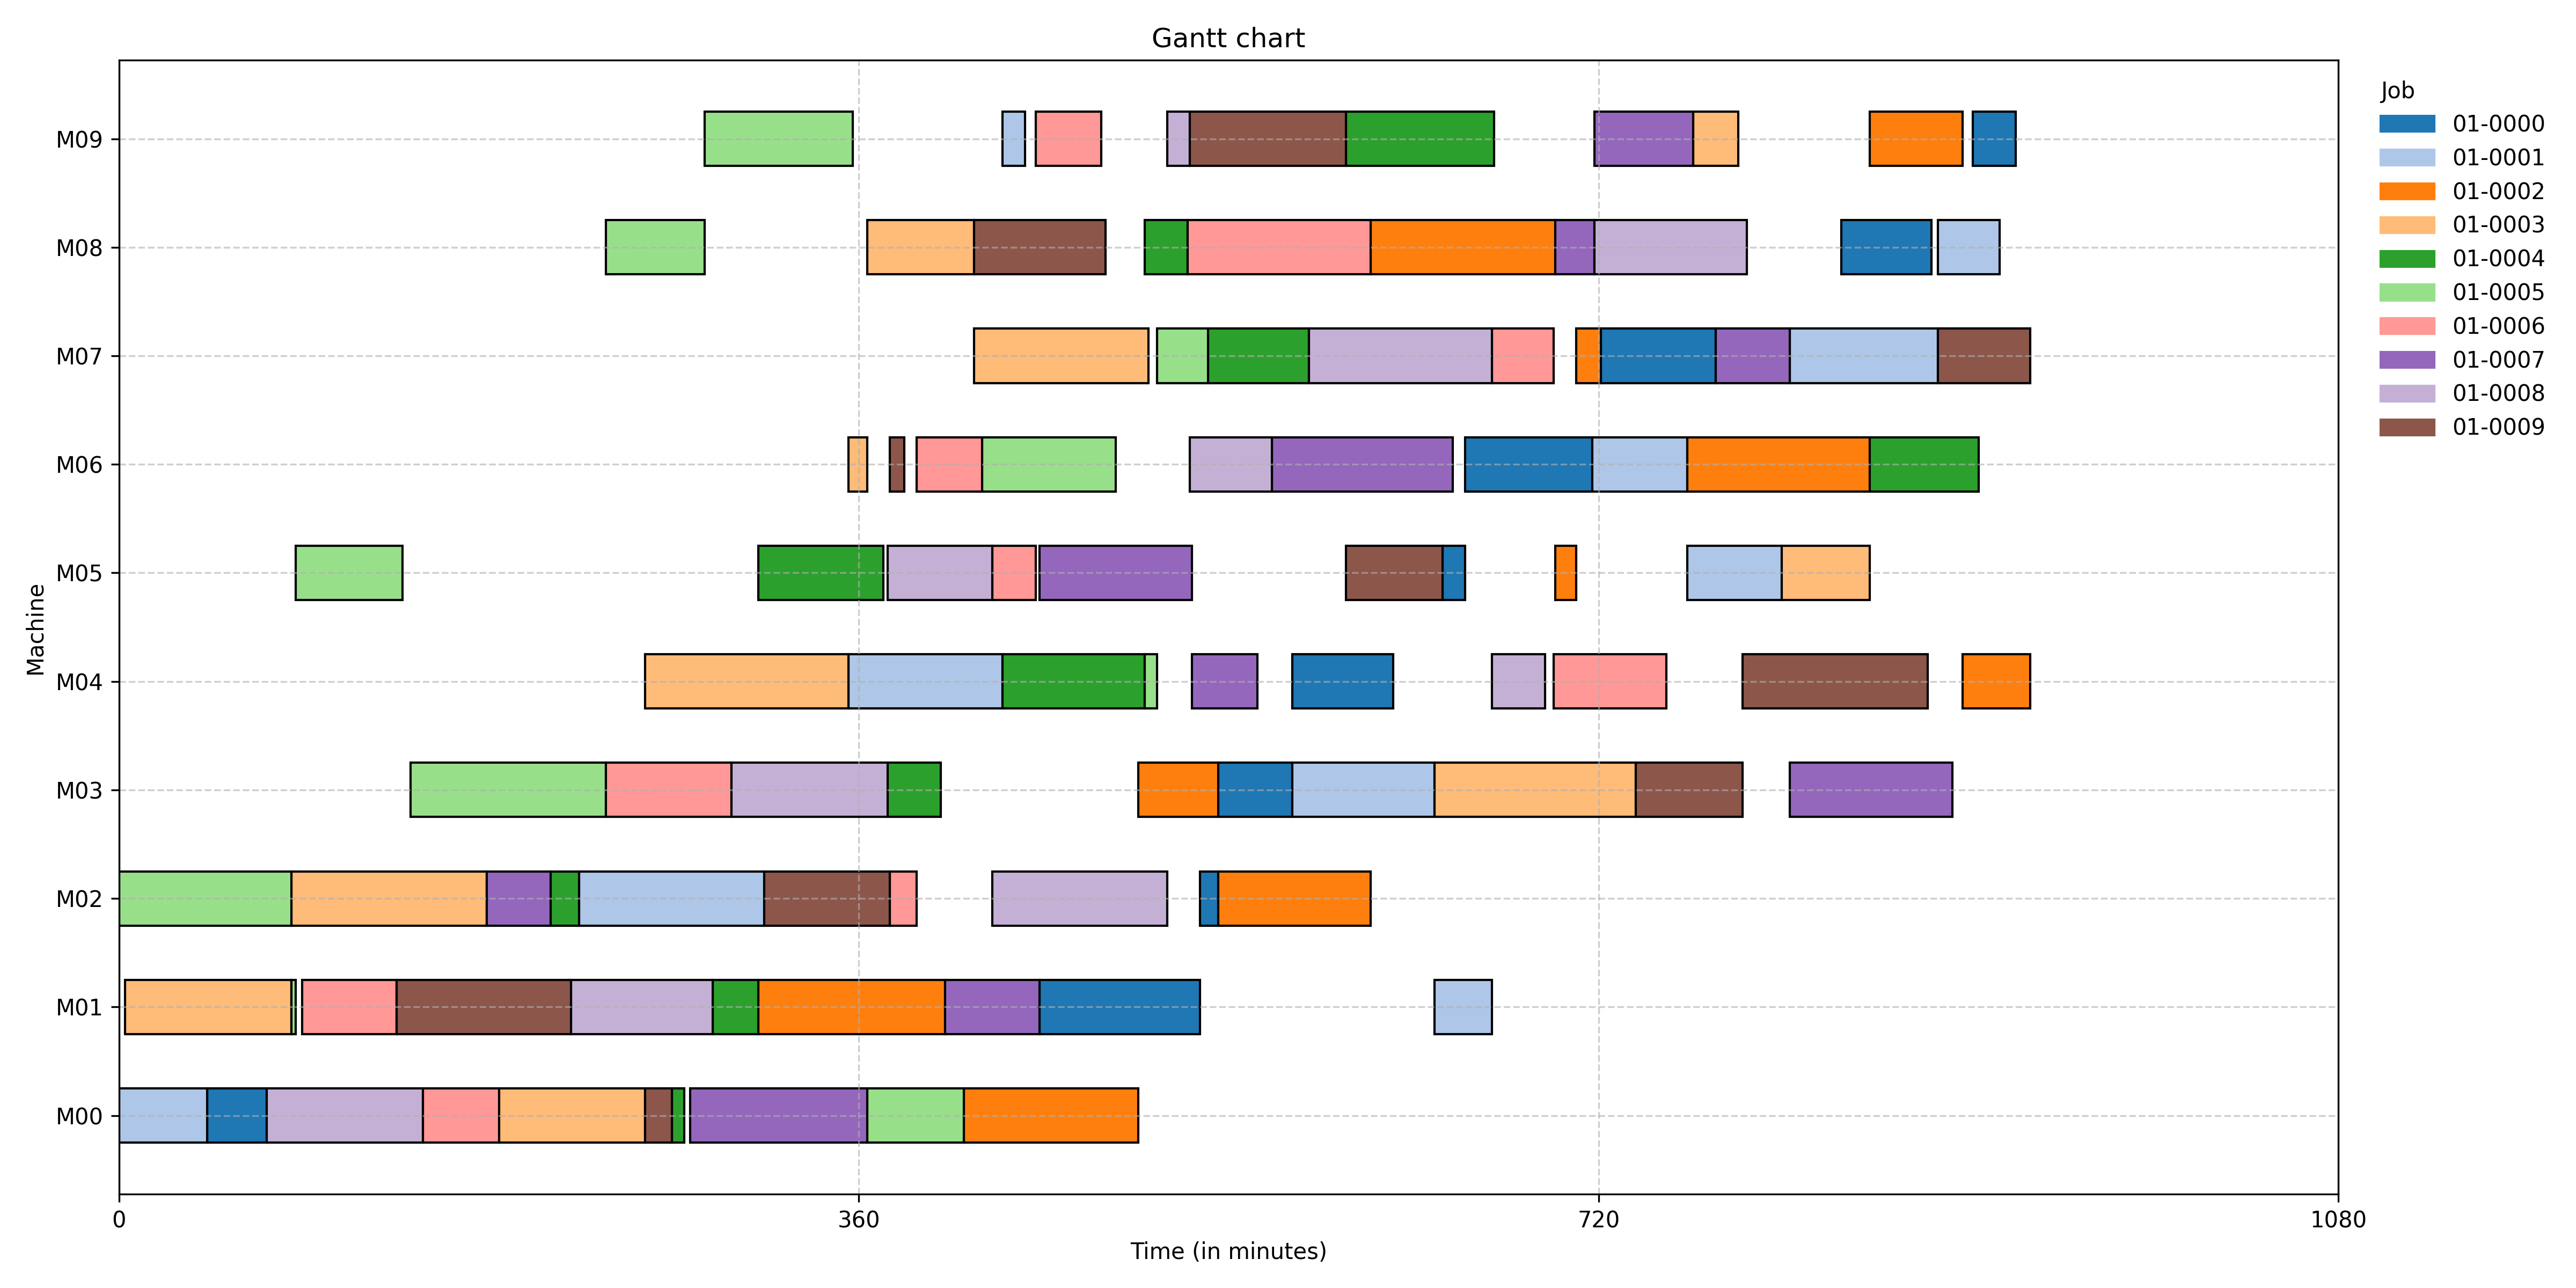 Gantt chart
Job
01-0000
01-0001
01-0002
01-0003
01-0004
01-0005
01-0006
01-0007
01-0008
01-0009
M09
M08
M07
M06
M05
M04
M03
M02
M01
M00
Machine
0 360 720 1080
Time (in minutes)